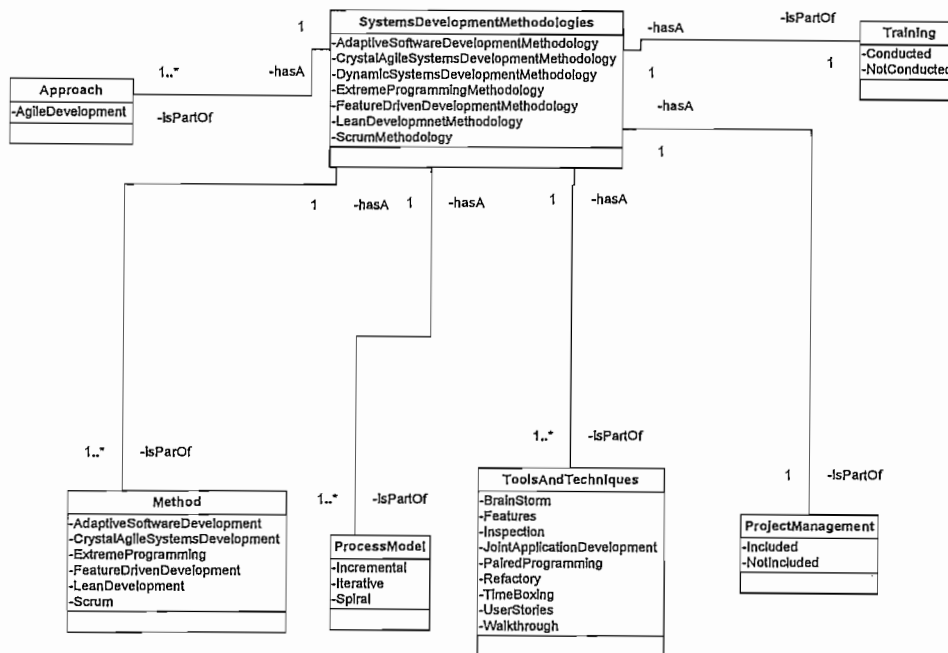 SystemsDevelopmentMethodologies
-AdaptiveSoftwareDevelopmentMethodology
-CrystalAgileSystemsDevelopmentMethodology
-DynamicSystemsDevelopmentMethodology
-ExtremeProgrammingMethodology
-FeatureDrivenDevelopmentMethodology
-LeanDevelopmnetMethodology
-ScrumMethodology
1
1..*
-hasA
-isPartOf
Approach
-AgileDevelopment
-hasA
-isPartOf
1
1
Training
-Conducted
-NotConducted
-hasA
1
1
-hasA
1
-hasA
1
-hasA
1..*
-isParOf
Method
-AdaptiveSoftwareDevelopment
-CrystalAgileSystemsDevelopment
-ExtremeProgramming
-FeatureDrivenDevelopment
-LeanDevelopment
-Scrum
1..*
-isPartOf
ProcessModel
-Incremental
-Iterative
-Spiral
1..*
-isPartOf
ToolsAndTechniques
-BrainStorm
-Features
-Inspection
-JointApplicationDevelopment
-PairedProgramming
-Refactory
-TimeBoxing
-UserStories
-Walkthrough
1
-isPartOf
ProjectManagement
-Included
-NotIncluded